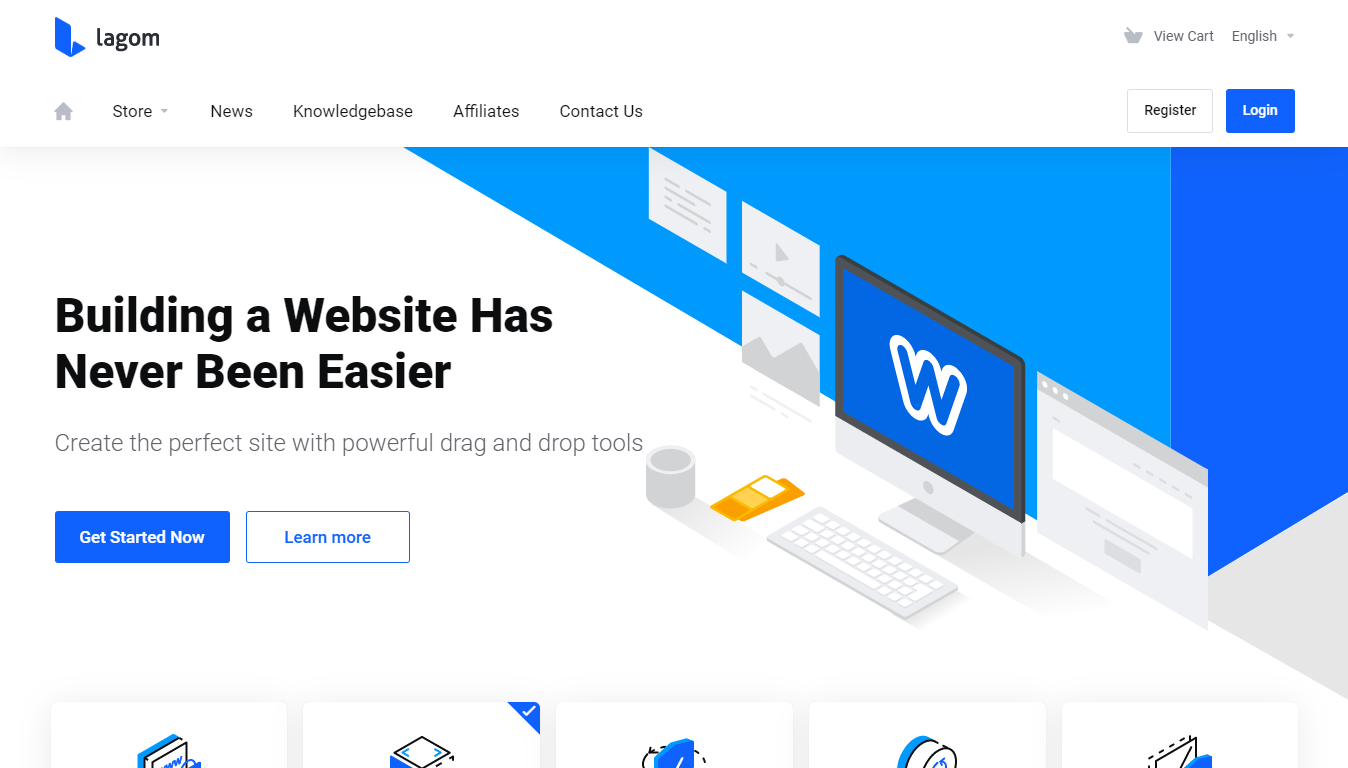 lagom
View Cart
English
Store
News
Knowledgebase
Affiliates
Contact Us
Register
Login
Building a Website Has
Never Been Easier
Create the perfect site with powerful drag and drop tools
Get Started Now
Learn more
W
www